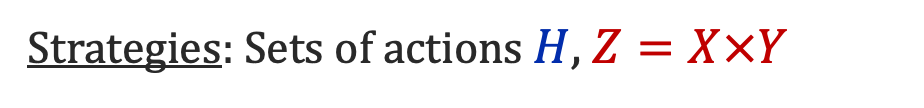 Strategies: Sets of actions H, Z = X×Y